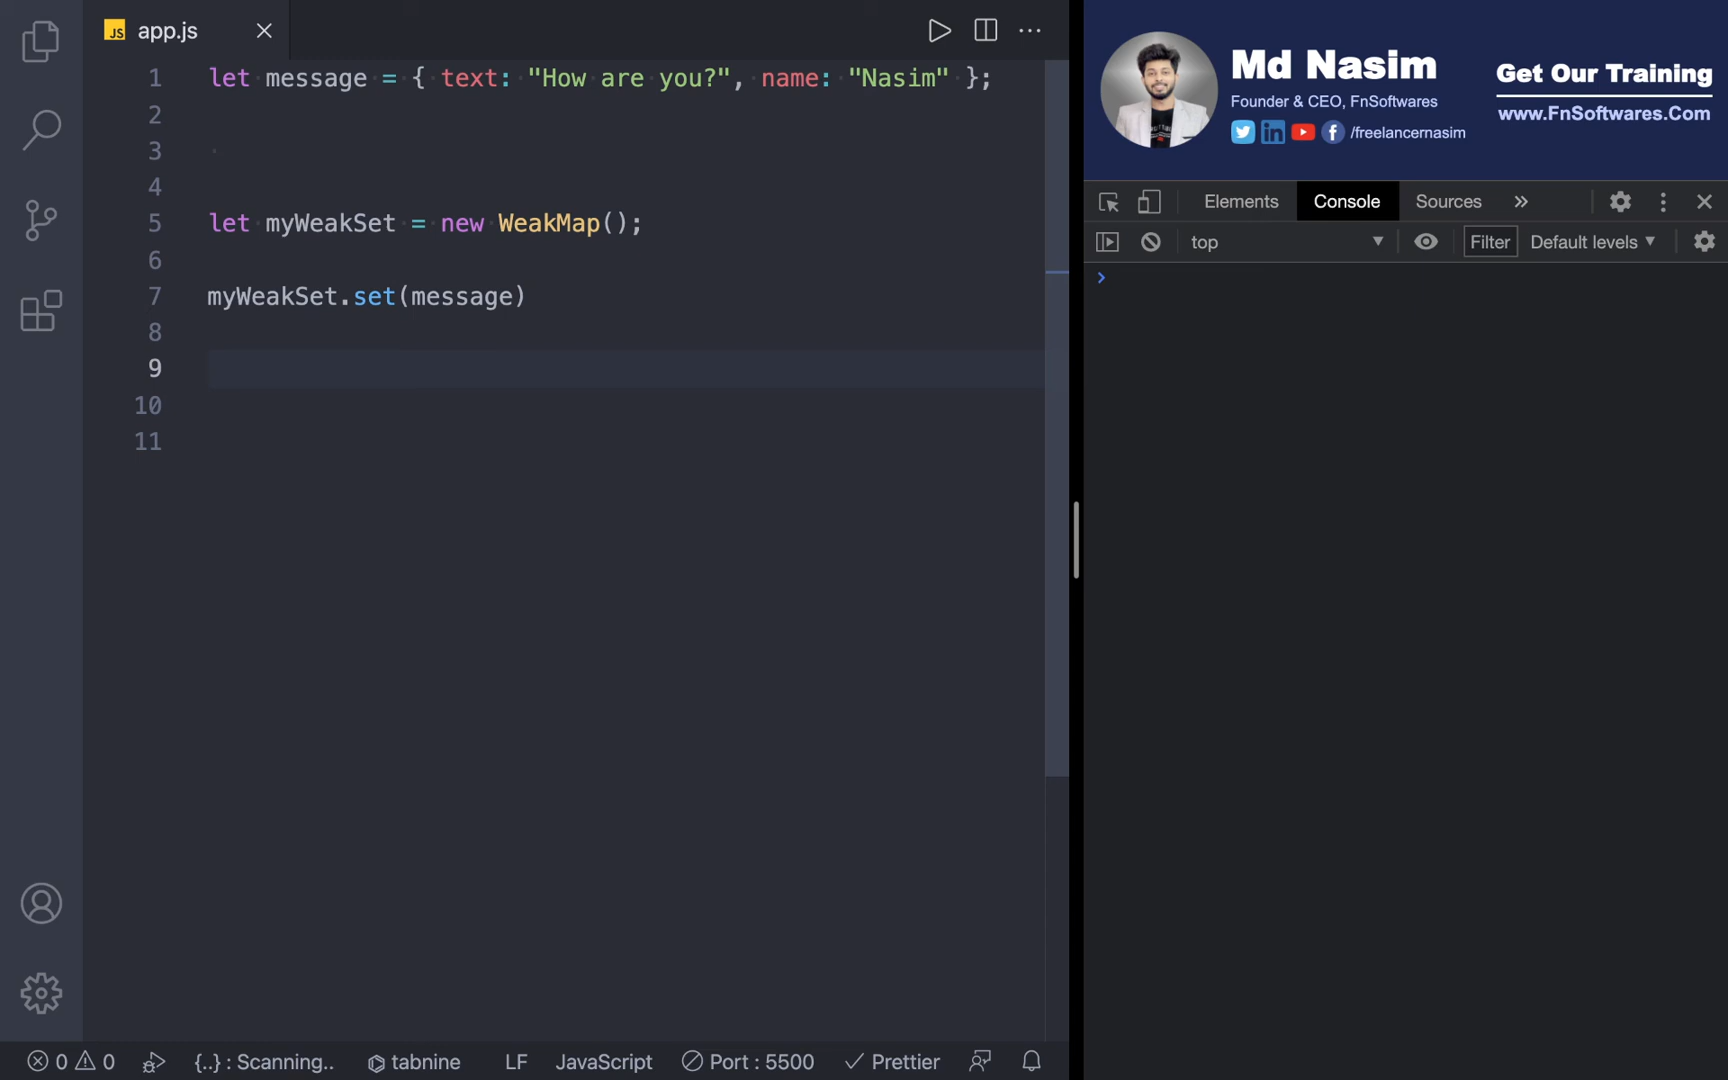 JS app.js
1 let message = { text: "How are you?", name: "Nasim" };
2
3
4
5 let myWeakSet = new WeakMap();
6
7 myWeakSet.set(message)
8
9
10
11
0 0 {..} : Scanning.. tabnine LF JavaScript Port : 5500 Prettier
Md Nasim
Founder & CEO, FnSoftwares
/freelancernasim
Get Our Training
www.FnSoftwares.Com
Elements Console Sources »
top Filter Default levels